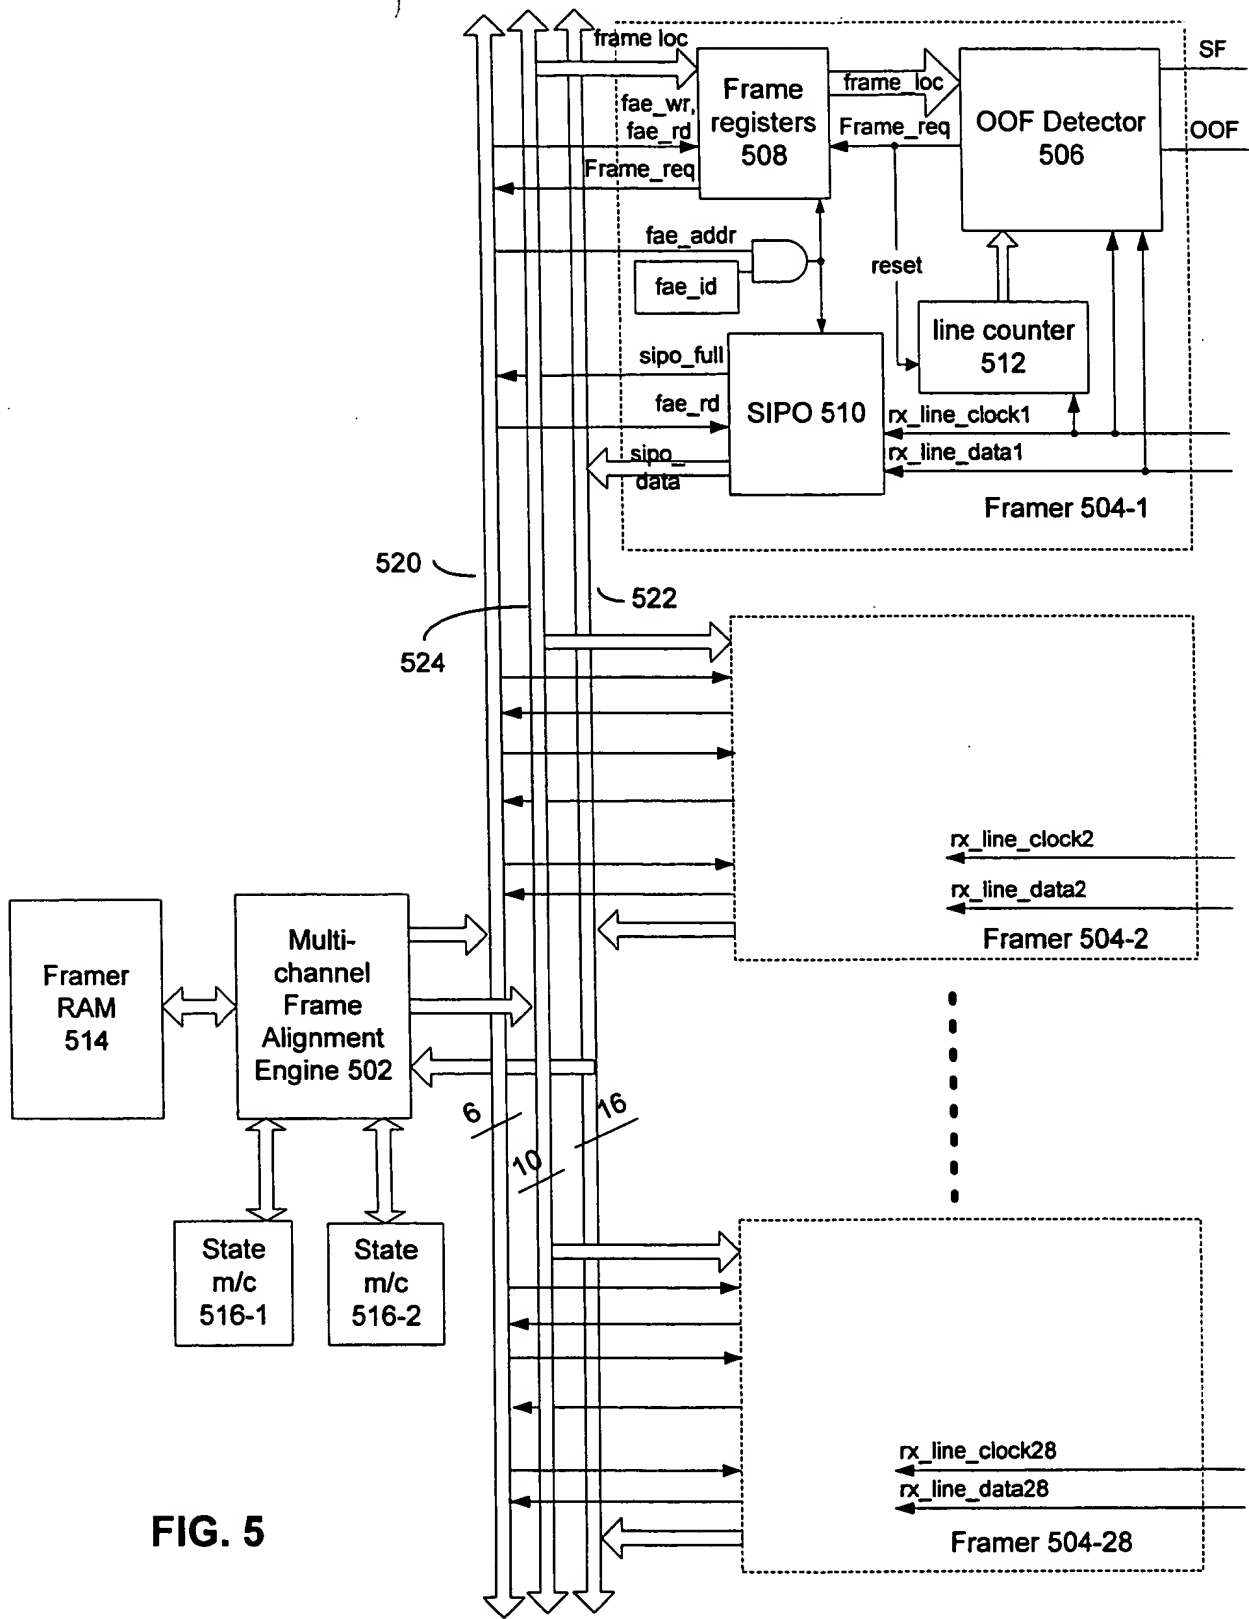 frame loc
SF
Frame
registers
508
frame_loc
OOF Detector
506
fae_wr,
fae_rd
Frame_req
OOF
Frame_req
fae_addr
reset
fae_id
line counter
512
sipo_full
SIPO 510
fae_rd
rx_line_clock1
sipo_
data
rx_line_data1
Framer 504-1
520
522
524
rx_line_clock2
rx_line_data2
Framer 504-2
Framer
RAM
514
Multi-
channel
Frame
Alignment
Engine 502
6
16
10
State
m/c
516-1
State
m/c
516-2
rx_line_clock28
rx_line_data28
Framer 504-28
FIG. 5